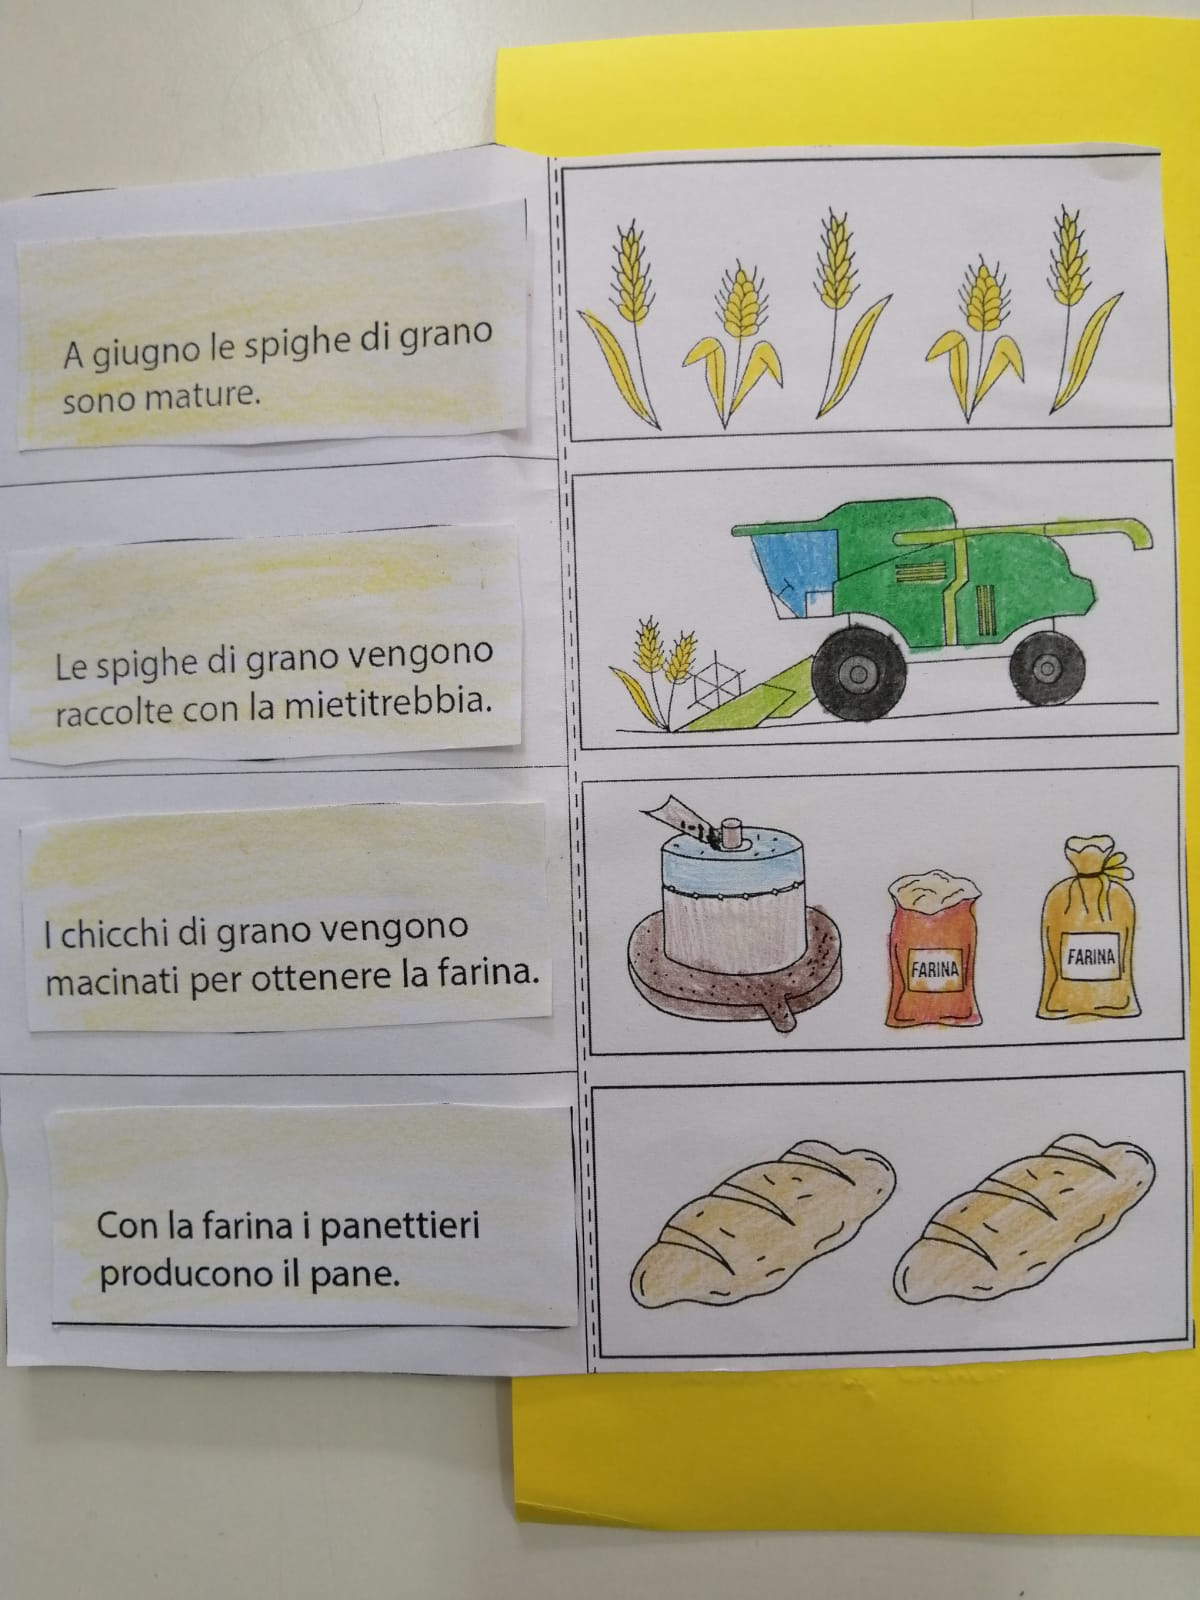 A giugno le spighe di grano
sono mature.
Le spighe di grano vengono
raccolte con la mietitrebbia.
I chicchi di grano vengono
macinati per ottenere la farina.
FARINA
FARINA
Con la farina i panettieri
producono il pane.